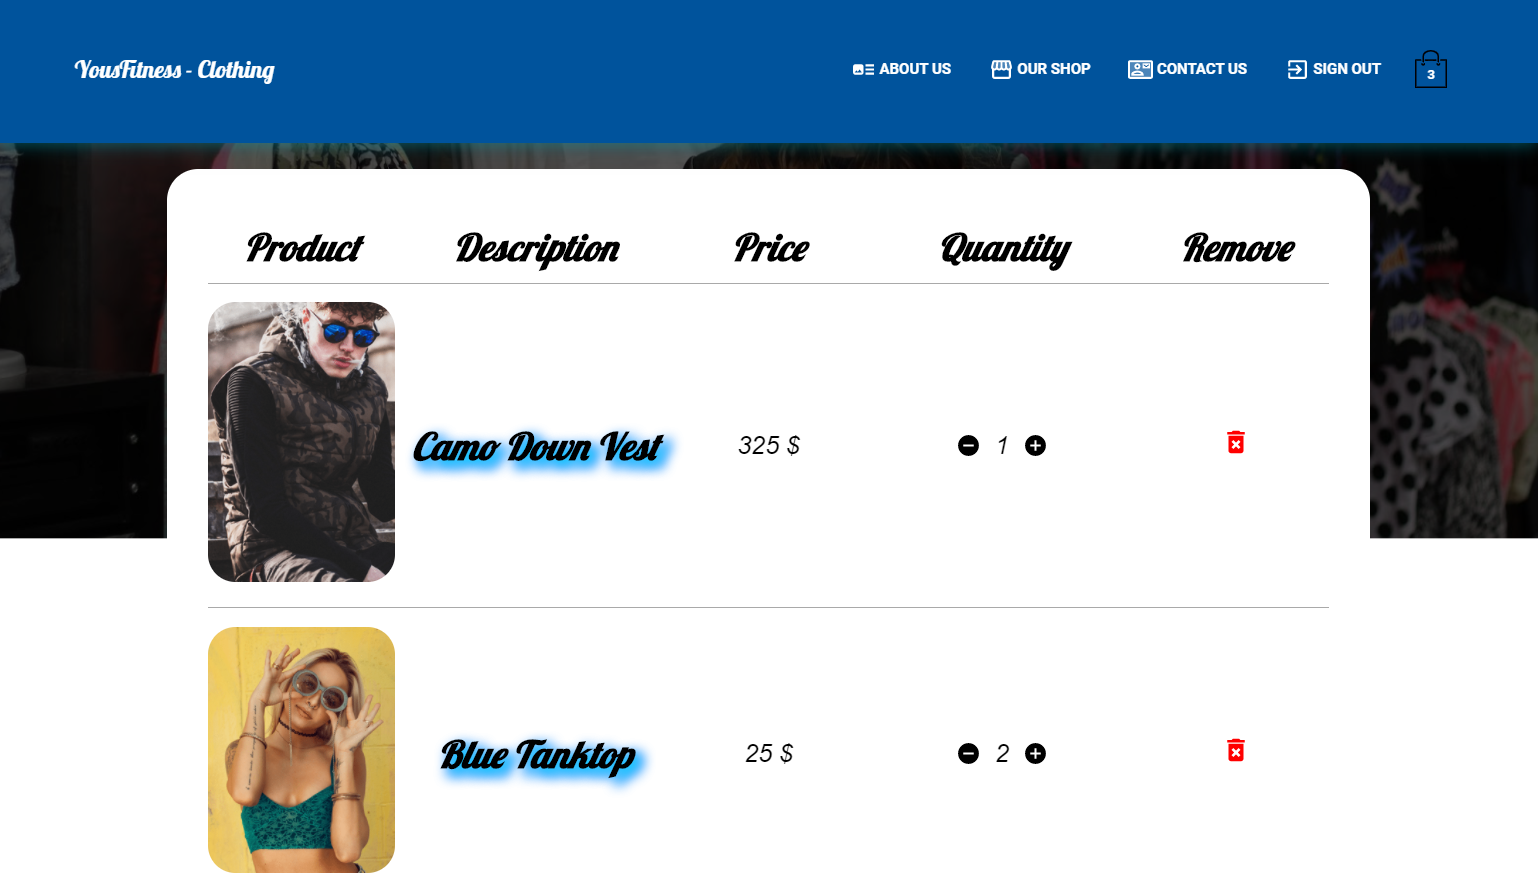 YousFitness - Clothing
ABOUT US
OUR SHOP
CONTACT US
SIGN OUT
3
Product Description Price Quantity Remove
Camo Down Vest 325 $ 1
Blue Tanktop 25 $ 2